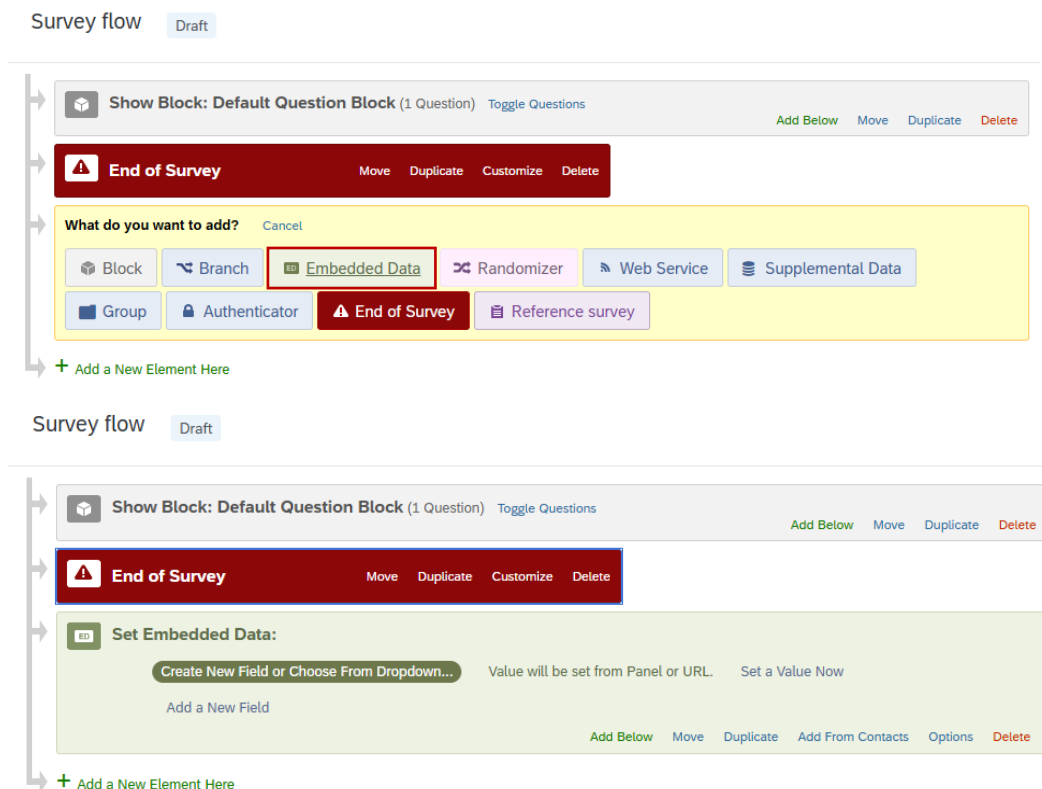 Survey flow Draft
Show Block: Default Question Block (1 Question) Toggle Questions
Add Below Move Duplicate Delete
End of Survey Move Duplicate Customize Delete
What do you want to add? Cancel
Block Branch ED Embedded Data Randomizer Web Service Supplemental Data
Group Authenticator End of Survey Reference survey
+ Add a New Element Here
Survey flow Draft
Show Block: Default Question Block (1 Question) Toggle Questions
Add Below Move Duplicate Delete
End of Survey Move Duplicate Customize Delete
ED Set Embedded Data:
Create New Field or Choose From Dropdown... Value will be set from Panel or URL. Set a Value Now
Add a New Field
Add Below Move Duplicate Add From Contacts Options Delete
+ Add a New Element Here